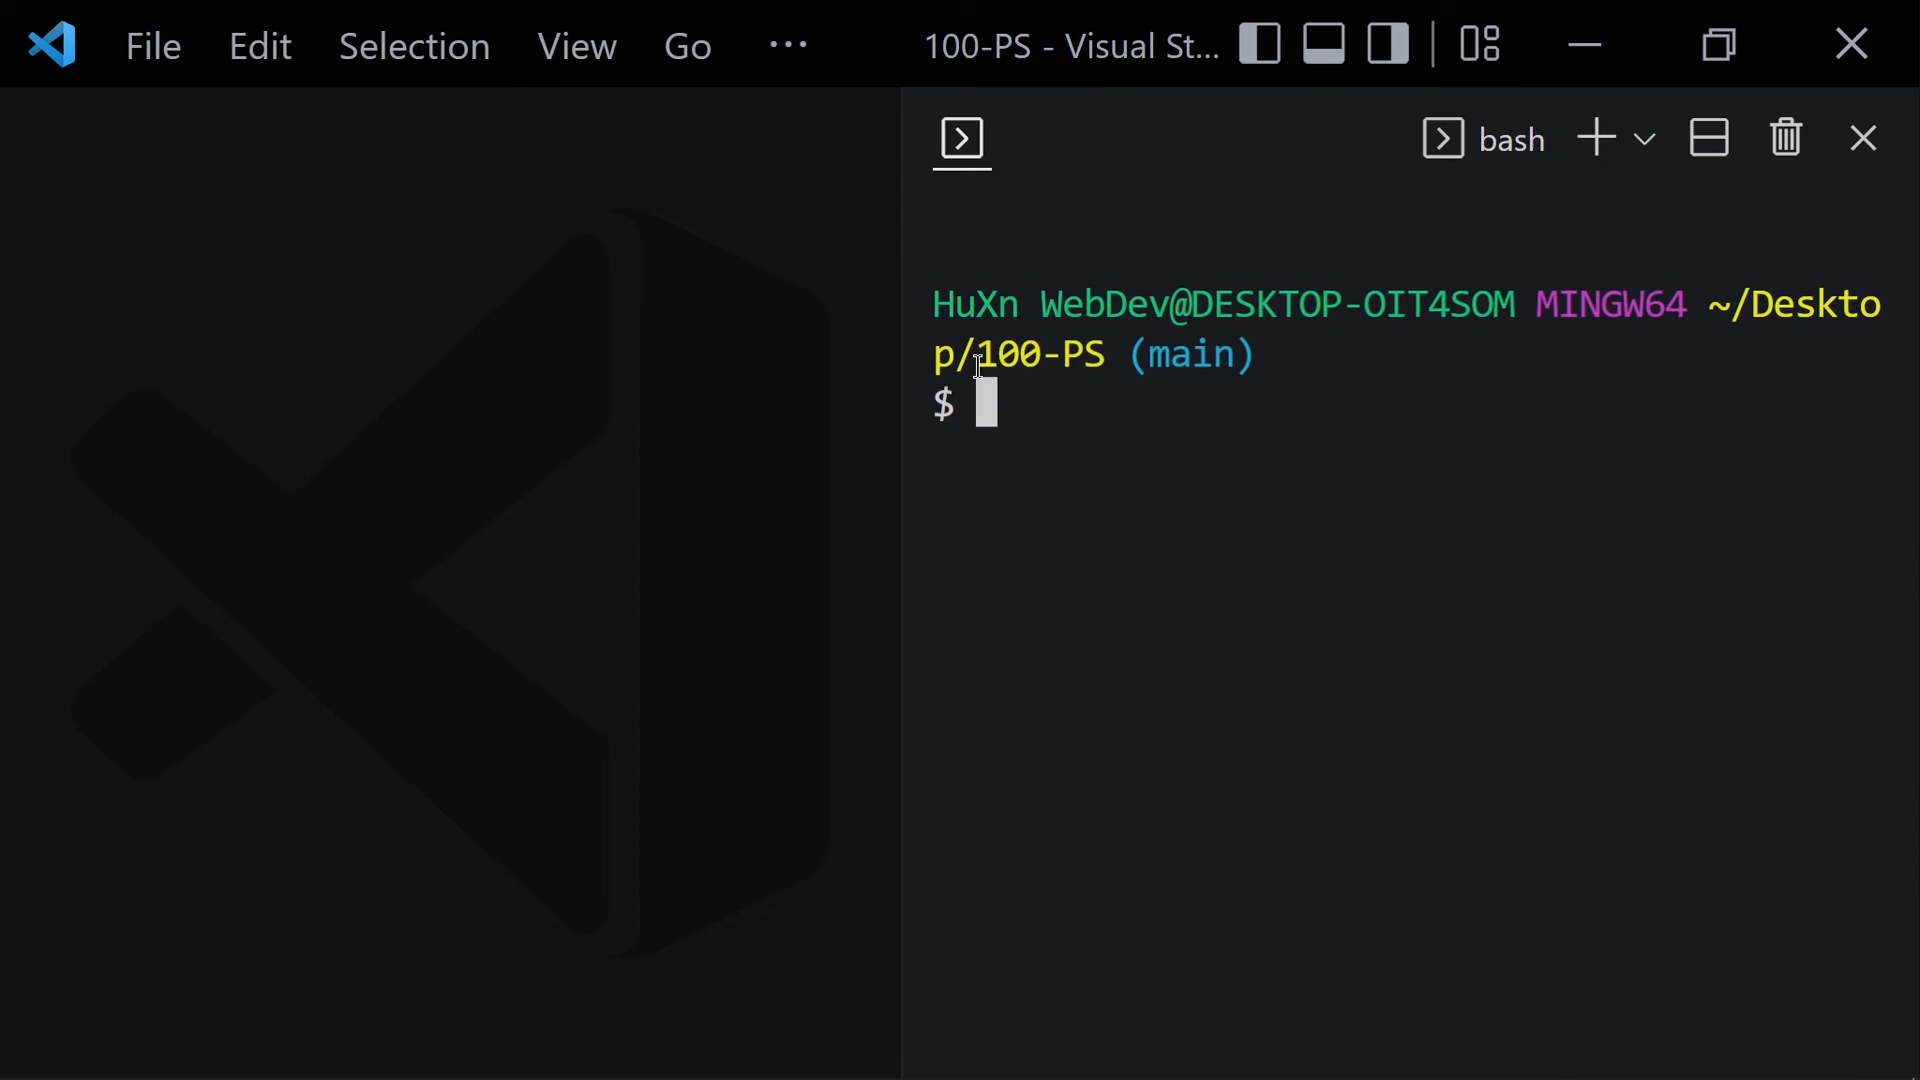 File Edit Selection View Go ··· 100-PS - Visual St...
bash
HuXn WebDev@DESKTOP-OIT4SOM MINGW64 ~/Deskto
p/100-PS (main)
$